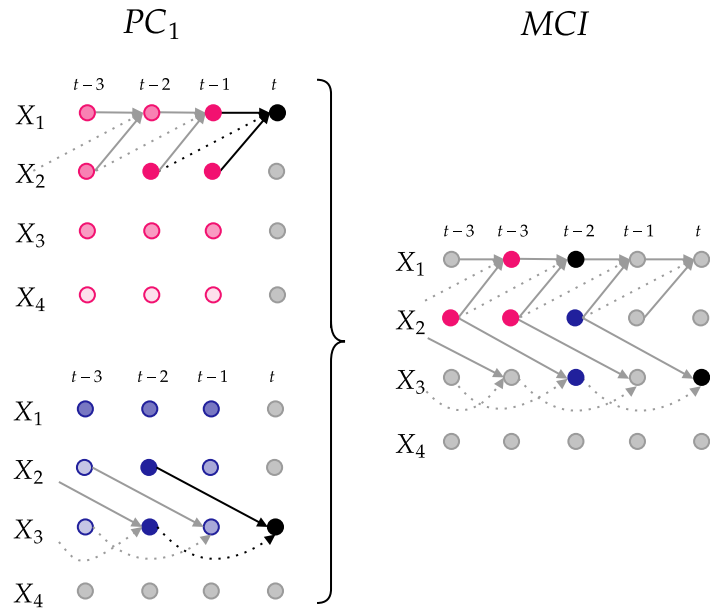 PC₁
t − 3 t − 2 t − 1 t
X₁
X₂
X₃
X₄
t − 3 t − 2 t − 1 t
X₁
X₂
X₃
X₄
MCI
t − 3 t − 3 t − 2 t − 1 t
X₁
X₂
X₃
X₄